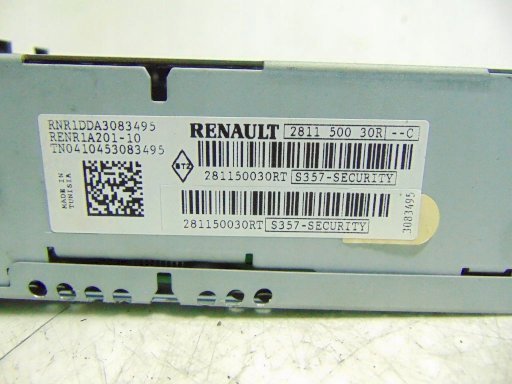 RNR1DDA3083495
RENR1A201-10
TN0410453083495
MADE IN
TUNISIA
RENAULT 2811 500 30R --C
BTZ
281150030RT S357-SECURITY
281150030RT S357-SECURITY
3083495